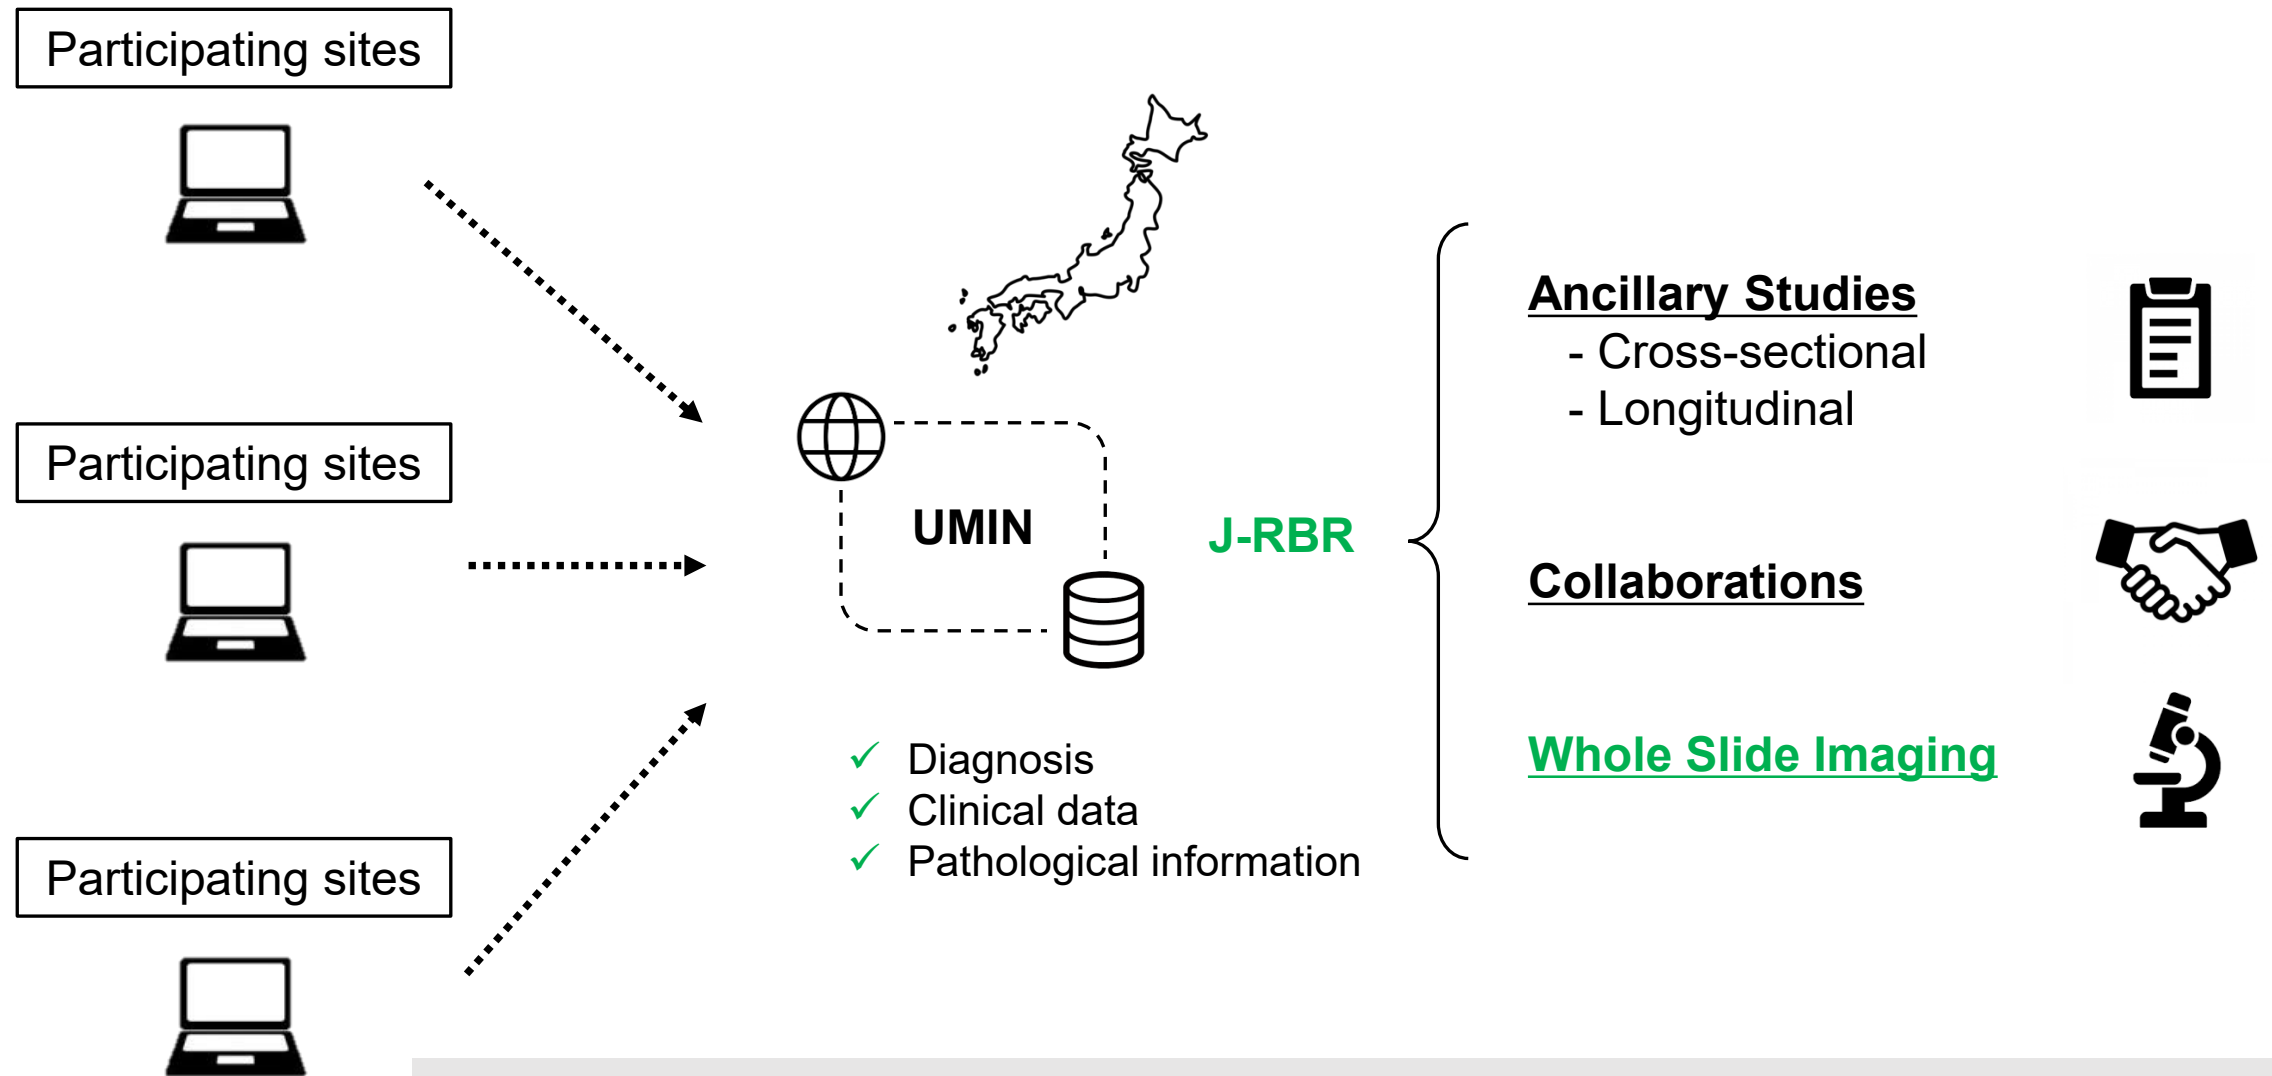 Participating sites
Participating sites
Participating sites
UMIN
J-RBR
✓ Diagnosis
✓ Clinical data
✓ Pathological information
Ancillary Studies
- Cross-sectional
- Longitudinal
Collaborations
Whole Slide Imaging